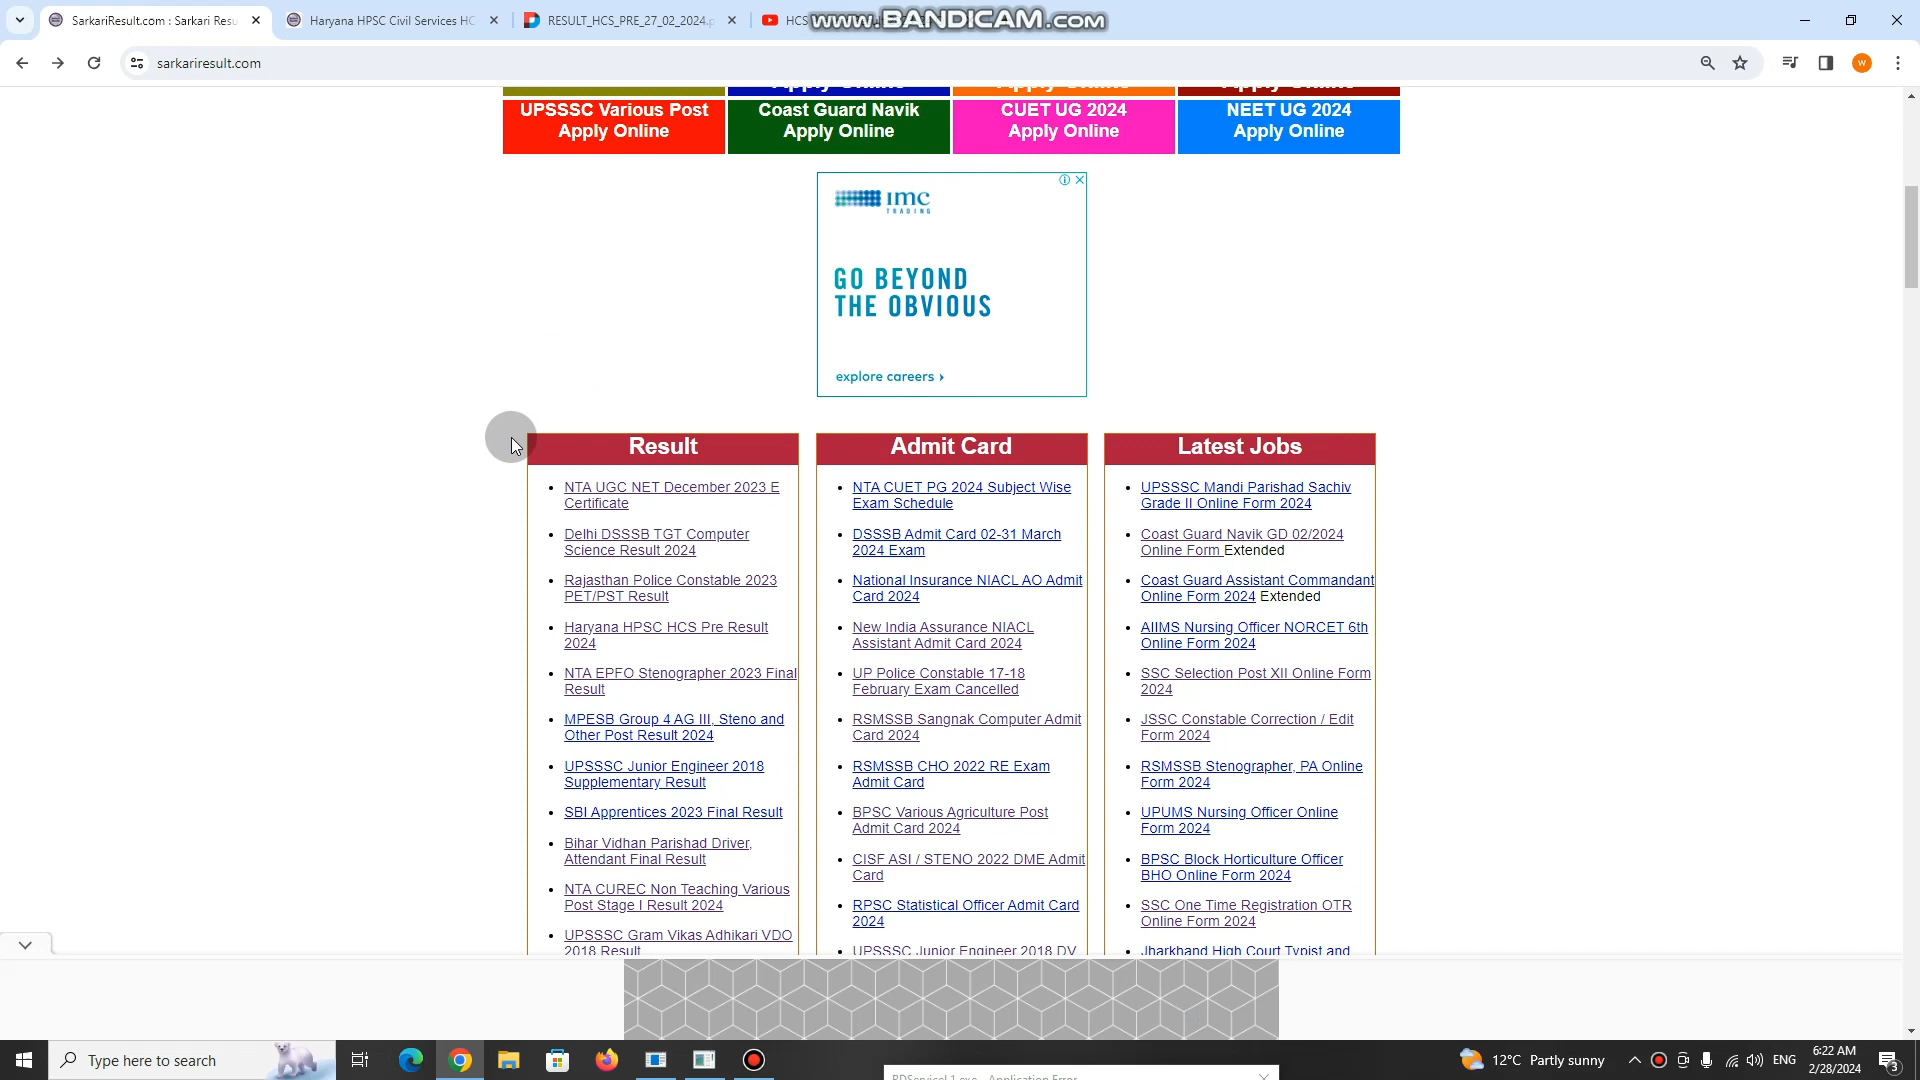 SarkariResult.com : Sarkari Resu
Haryana HPSC Civil Services HC
RESULT_HCS_PRE_27_02_2024.p
HCS
www.BANDICAM.com
sarkariresult.com
W
Apply Online
Apply Online
Apply Online
Apply Online
UPSSSC Various Post
Apply Online
Coast Guard Navik
Apply Online
CUET UG 2024
Apply Online
NEET UG 2024
Apply Online
imc
TRADING
GO BEYOND
THE OBVIOUS
explore careers ›
Result
NTA UGC NET December 2023 E
Certificate
Delhi DSSSB TGT Computer
Science Result 2024
Rajasthan Police Constable 2023
PET/PST Result
Haryana HPSC HCS Pre Result
2024
NTA EPFO Stenographer 2023 Final
Result
MPESB Group 4 AG III, Steno and
Other Post Result 2024
UPSSSC Junior Engineer 2018
Supplementary Result
SBI Apprentices 2023 Final Result
Bihar Vidhan Parishad Driver,
Attendant Final Result
NTA CUREC Non Teaching Various
Post Stage I Result 2024
UPSSSC Gram Vikas Adhikari VDO
2018 Result
Admit Card
NTA CUET PG 2024 Subject Wise
Exam Schedule
DSSSB Admit Card 02-31 March
2024 Exam
National Insurance NIACL AO Admit
Card 2024
New India Assurance NIACL
Assistant Admit Card 2024
UP Police Constable 17-18
February Exam Cancelled
RSMSSB Sangnak Computer Admit
Card 2024
RSMSSB CHO 2022 RE Exam
Admit Card
BPSC Various Agriculture Post
Admit Card 2024
CISF ASI / STENO 2022 DME Admit
Card
RPSC Statistical Officer Admit Card
2024
UPSSSC Junior Engineer 2018 DV
Latest Jobs
UPSSSC Mandi Parishad Sachiv
Grade II Online Form 2024
Coast Guard Navik GD 02/2024
Online Form Extended
Coast Guard Assistant Commandant
Online Form 2024 Extended
AIIMS Nursing Officer NORCET 6th
Online Form 2024
SSC Selection Post XII Online Form
2024
JSSC Constable Correction / Edit
Form 2024
RSMSSB Stenographer, PA Online
Form 2024
UPUMS Nursing Officer Online
Form 2024
BPSC Block Horticulture Officer
BHO Online Form 2024
SSC One Time Registration OTR
Online Form 2024
Jharkhand High Court Typist and
Type here to search
RDServiceL1.exe - Application Error
12°C Partly sunny
ENG
6:22 AM
2/28/2024
3